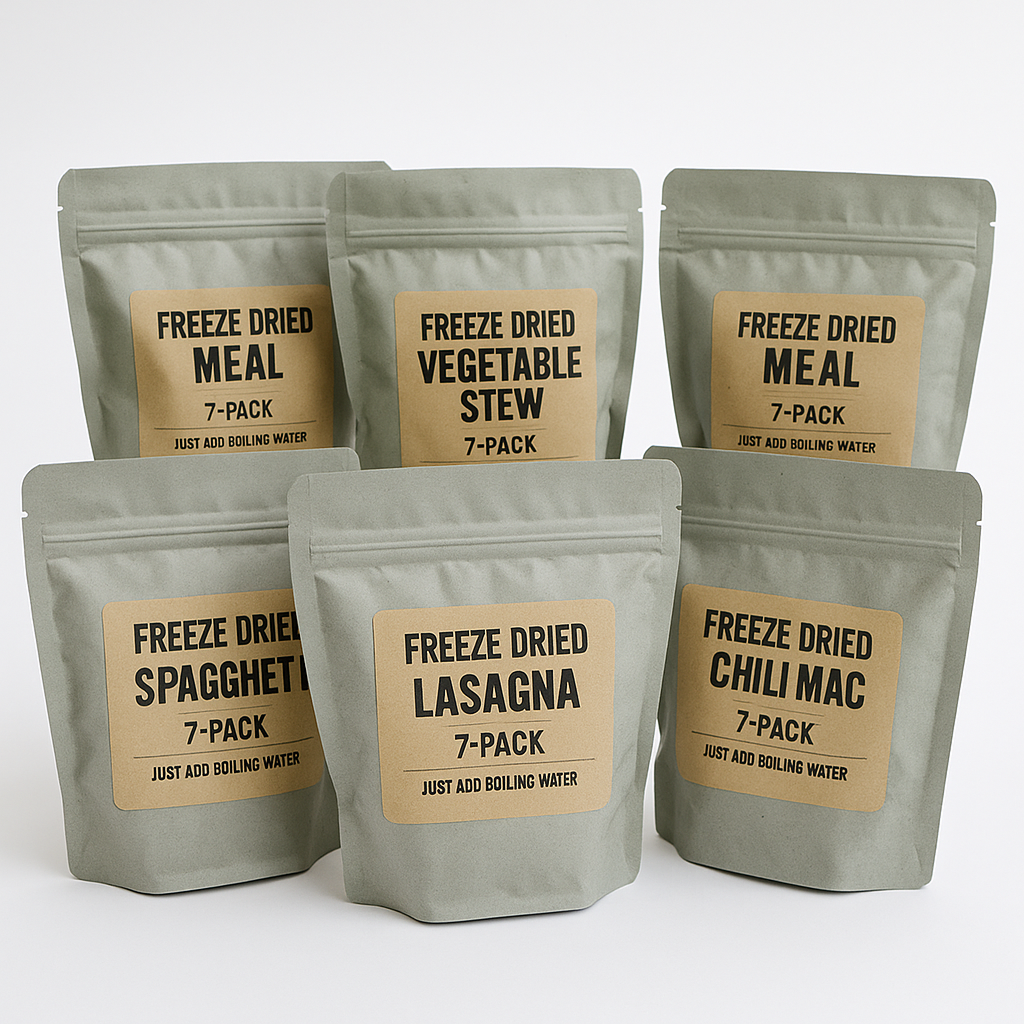 FREEZE DRIED
MEAL
7-PACK
JUST ADD BOILING WATER
FREEZE DRIED
VEGETABLE
STEW
7-PACK
FREEZE DRIED
MEAL
7-PACK
JUST ADD BOILING WATER
FREEZE DRIED
SPAGGHETI
7-PACK
JUST ADD BOILING WATER
FREEZE DRIED
LASAGNA
7-PACK
JUST ADD BOILING WATER
FREEZE DRIED
CHILI MAC
7-PACK
JUST ADD BOILING WATER